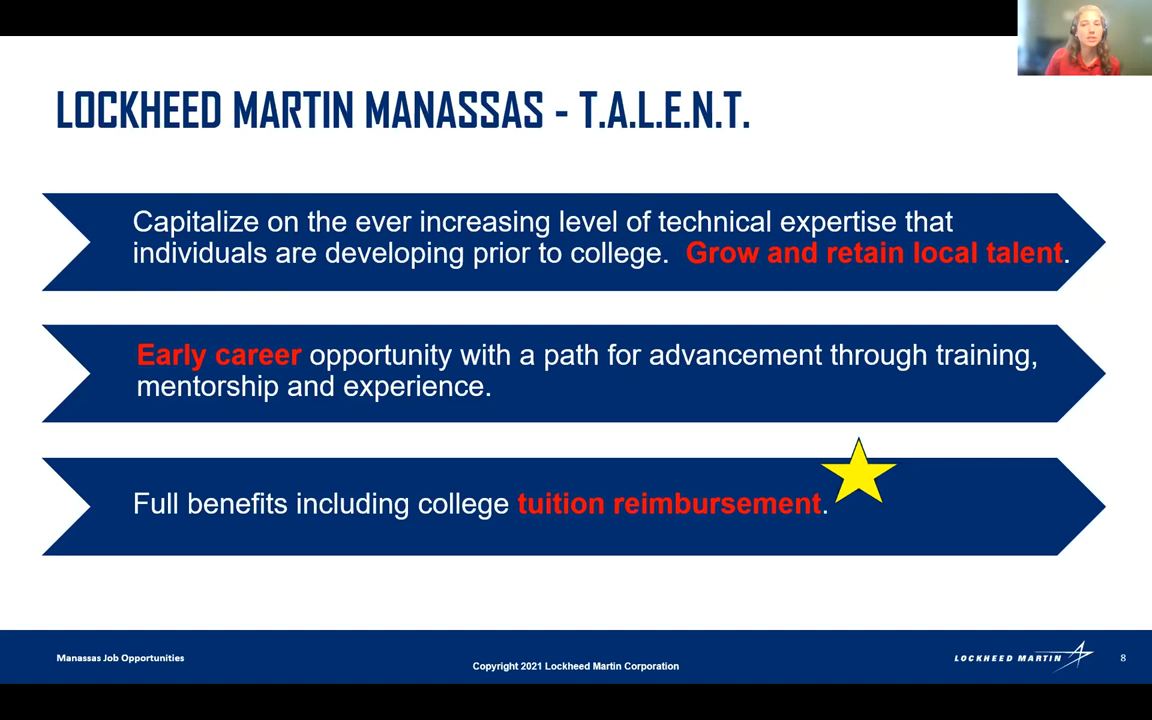 LOCKHEED MARTIN MANASSAS - T.A.L.E.N.T.
Capitalize on the ever increasing level of technical expertise that
individuals are developing prior to college.  Grow and retain local talent.
Early career opportunity with a path for advancement through training,
mentorship and experience.
Full benefits including college tuition reimbursement.
Manassas Job Opportunities
Copyright 2021 Lockheed Martin Corporation
LOCKHEED MARTIN
8